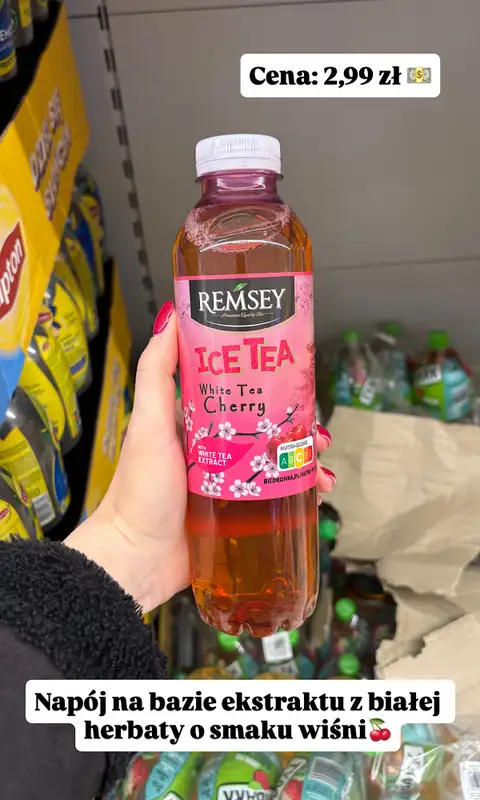 Cena: 2,99 zł 💵
Lipton
REMSEY
Premium Quality Tea
ICE TEA
White Tea
Cherry
WHITE TEA
EXTRACT
NUTRI-SCORE
A B C
Napój na bazie ekstraktu z białej
herbaty o smaku wiśni🍒